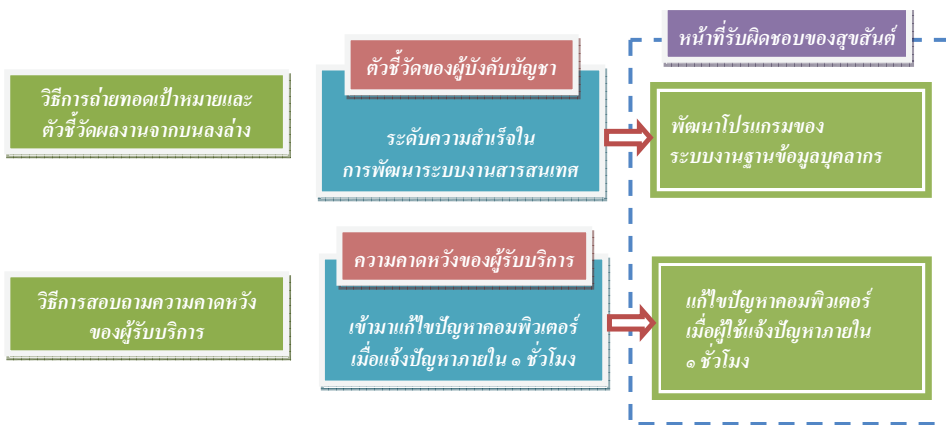 หน้าที่รับผิดชอบของสุขสันต์
วิธีการถ่ายทอดเป้าหมายและ
ตัวชี้วัดผลงานจากบนลงล่าง
ตัวชี้วัดของผู้บังคับบัญชา
ระดับความสำเร็จใน
การพัฒนาระบบงานสารสนเทศ
พัฒนาโปรแกรมของ
ระบบงานฐานข้อมูลบุคลากร
วิธีการสอบถามความคาดหวัง
ของผู้รับบริการ
ความคาดหวังของผู้รับบริการ
เข้ามาแก้ไขปัญหาคอมพิวเตอร์
เมื่อแจ้งปัญหาภายใน ๑ ชั่วโมง
แก้ไขปัญหาคอมพิวเตอร์
เมื่อผู้ใช้แจ้งปัญหาภายใน
๑ ชั่วโมง